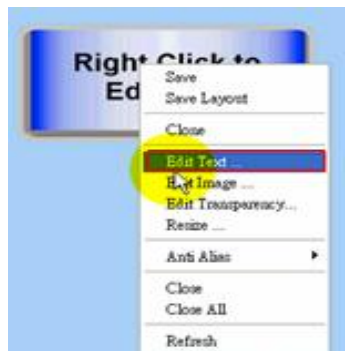 Right Click to
Ed
Save
Save Layout
Clone
Edit Text ...
Edit Image ...
Edit Transparency...
Resize ...
Anti Alias
Close
Close All
Refresh